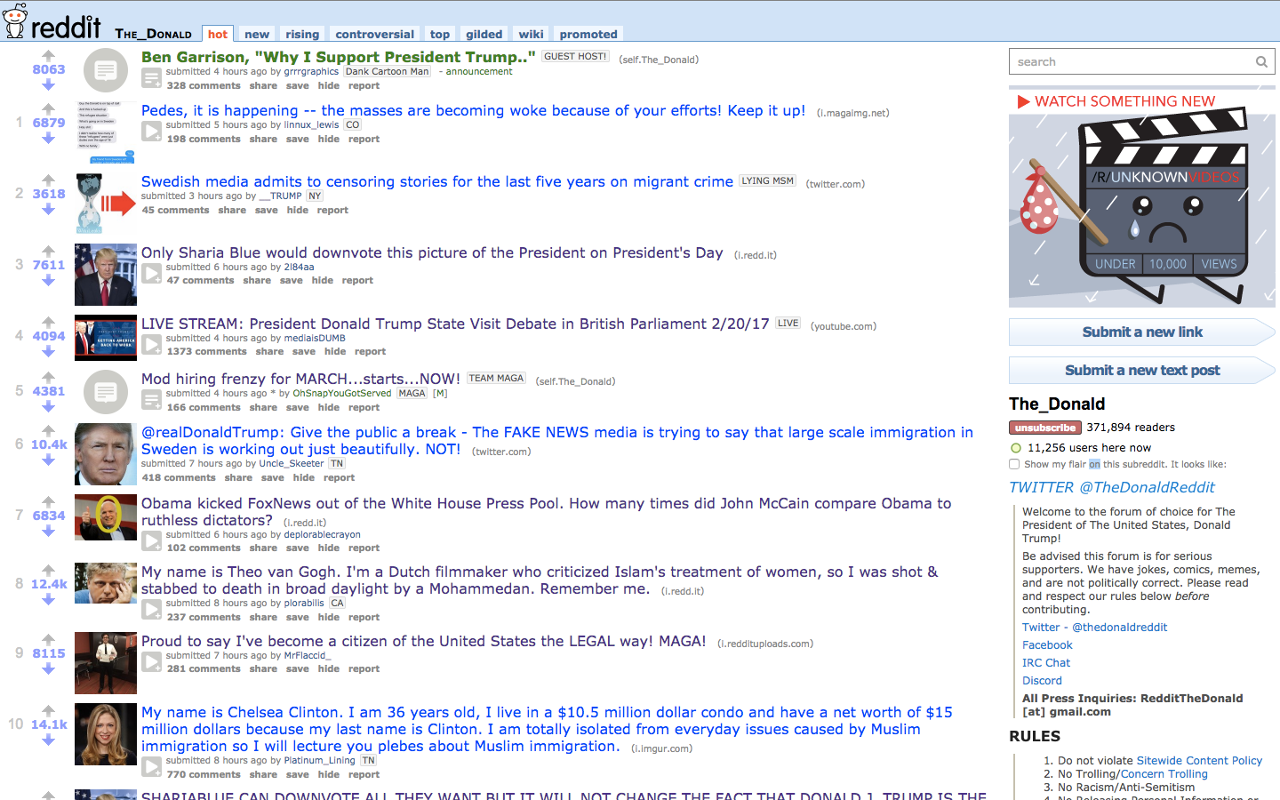 reddit The_Donald hot new rising controversial top gilded wiki promoted
8063
Ben Garrison, "Why I Support President Trump.." GUEST HOST! (self.The_Donald)
submitted 4 hours ago by grrrgraphics Dank Cartoon Man - announcement
328 comments share save hide report
1 6879
Pedes, it is happening -- the masses are becoming woke because of your efforts! Keep it up! (i.magaimg.net)
submitted 5 hours ago by linnux_lewis CO
198 comments share save hide report
2 3618
Swedish media admits to censoring stories for the last five years on migrant crime LYING MSM (twitter.com)
submitted 3 hours ago by __TRUMP NY
45 comments share save hide report
3 7611
Only Sharia Blue would downvote this picture of the President on President's Day (i.redd.it)
submitted 6 hours ago by 2l84aa
47 comments share save hide report
4 4094
GETTING AMERICA
BACK TO WORK
LIVE STREAM: President Donald Trump State Visit Debate in British Parliament 2/20/17 LIVE (youtube.com)
submitted 4 hours ago by mediaisDUMB
1373 comments share save hide report
5 4381
Mod hiring frenzy for MARCH...starts...NOW! TEAM MAGA (self.The_Donald)
submitted 4 hours ago * by OhSnapYouGotServed MAGA [M]
166 comments share save hide report
6 10.4k
@realDonaldTrump: Give the public a break - The FAKE NEWS media is trying to say that large scale immigration in
Sweden is working out just beautifully. NOT! (twitter.com)
submitted 7 hours ago by Uncle_Skeeter TN
418 comments share save hide report
7 6834
Obama kicked FoxNews out of the White House Press Pool. How many times did John McCain compare Obama to
ruthless dictators? (i.redd.it)
submitted 6 hours ago by deplorablecrayon
102 comments share save hide report
8 12.4k
My name is Theo van Gogh. I'm a Dutch filmmaker who criticized Islam's treatment of women, so I was shot &
stabbed to death in broad daylight by a Mohammedan. Remember me. (i.redd.it)
submitted 8 hours ago by plorabilis CA
237 comments share save hide report
9 8115
Proud to say I've become a citizen of the United States the LEGAL way! MAGA! (i.redditUploads.com)
submitted 7 hours ago by MrFlaccid_
281 comments share save hide report
10 14.1k
My name is Chelsea Clinton. I am 36 years old, I live in a $10.5 million dollar condo and have a net worth of $15
million dollars because my last name is Clinton. I am totally isolated from everyday issues caused by Muslim
immigration so I will lecture you plebes about Muslim immigration. (i.imgur.com)
submitted 8 hours ago by Platinum_Lining TN
770 comments share save hide report
SHARIABLUE CAN DOWNVOTE ALL THEY WANT BUT IT WILL NOT CHANGE THE FACT THAT DONALD J. TRUMP IS THE
search
WATCH SOMETHING NEW
/R/UNKNOWNVIDEOS
UNDER 10,000 VIEWS
Submit a new link
Submit a new text post
The_Donald
unsubscribe 371,894 readers
11,256 users here now
Show my flair on this subreddit. It looks like:
TWITTER @TheDonaldReddit
Welcome to the forum of choice for The
President of The United States, Donald
Trump!
Be advised this forum is for serious
supporters. We have jokes, comics, memes,
and are not politically correct. Please read
and respect our rules below before
contributing.
Twitter - @thedonaldreddit
Facebook
IRC Chat
Discord
All Press Inquiries: RedditTheDonald
[at] gmail.com
RULES
1. Do not violate Sitewide Content Policy
2. No Trolling/Concern Trolling
3. No Racism/Anti-Semitism
4. No Releasing Personal Information or